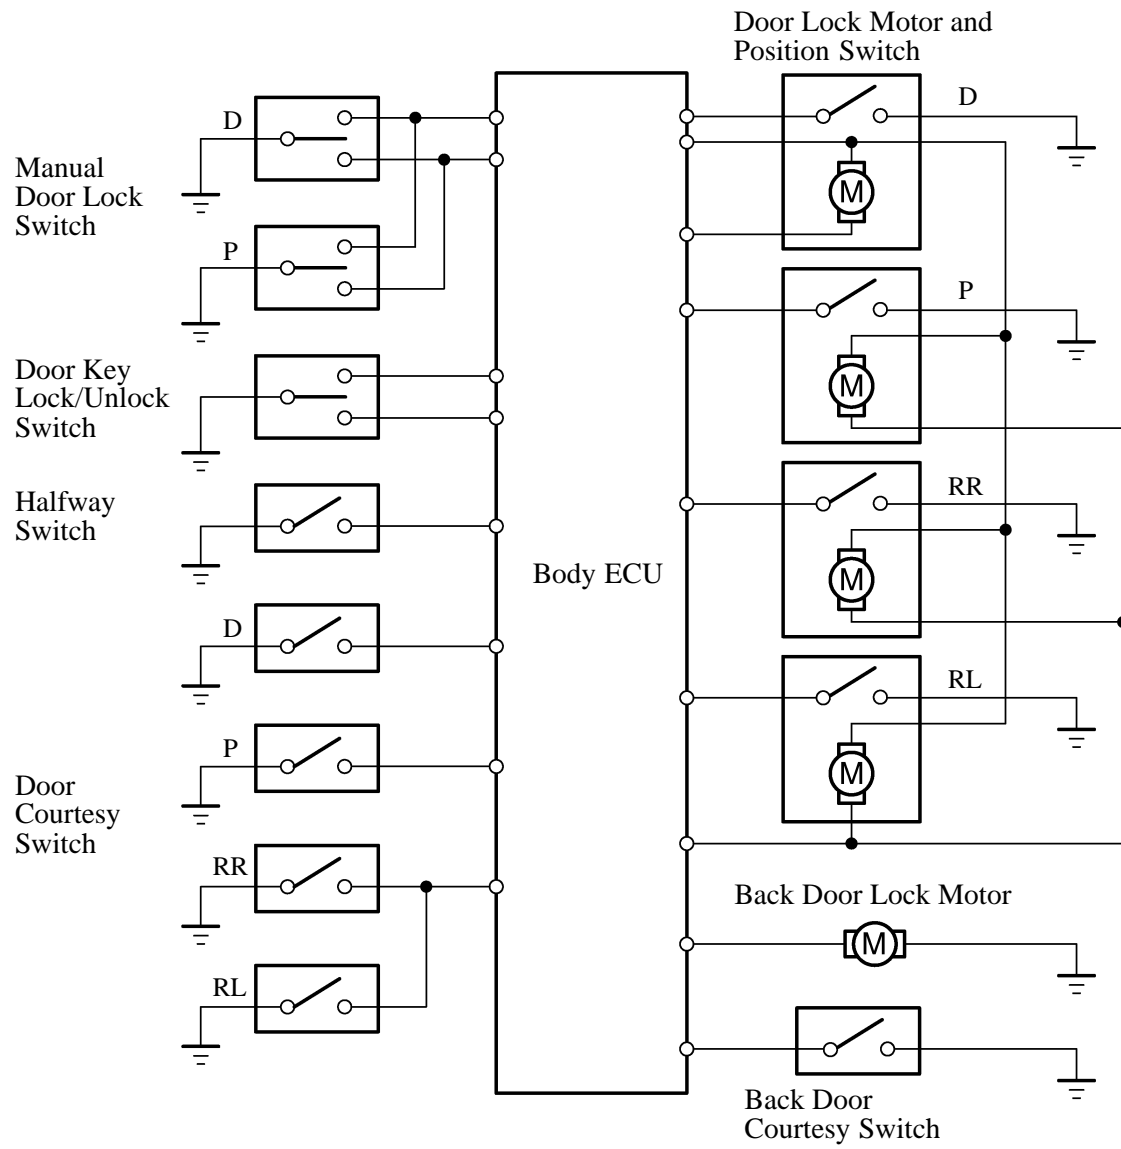 Door Lock Motor and
Position Switch
D
D
Manual
Door Lock
Switch
M
P
P
Door Key
Lock/Unlock
Switch
M
Halfway
Switch
RR
Body ECU
M
D
RL
P
M
Door
Courtesy
Switch
RR
Back Door Lock Motor
M
RL
Back Door
Courtesy Switch